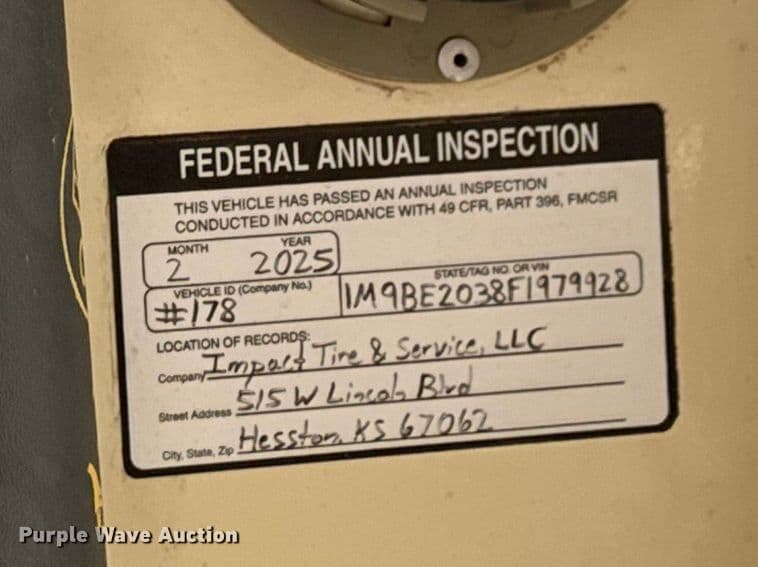 FEDERAL ANNUAL INSPECTION
THIS VEHICLE HAS PASSED AN ANNUAL INSPECTION
CONDUCTED IN ACCORDANCE WITH 49 CFR, PART 396, FMCSR
MONTH YEAR
2 2025
VEHICLE ID (Company No.) STATE/TAG NO. OR VIN
#178 1M9BE2038F1979928
LOCATION OF RECORDS:
Company Impact Tire & Service, LLC
Street Address 515 W Lincoln Blvd
City, State, Zip Hesston, KS 67062
Purple Wave Auction